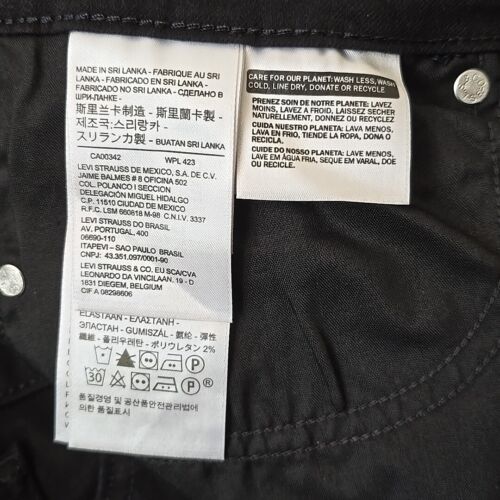 MADE IN SRI LANKA - FABRIQUE AU SRI
LANKA - FABRICADO EN SRI LANKA -
FABRICADO NO SRI LANKA - СДЕЛАНО В
ШРИ-ЛАНКЕ -
斯里兰卡制造 - 斯里蘭卡製 -
제조국:스리랑카 -
スリランカ製 - BUATAN SRI LANKA
CA00342 WPL 423
LEVI STRAUSS DE MEXICO, S.A. DE C.V.
JAIME BALMES # 8 OFICINA 502
COL. POLANCO I SECCION
DELEGACIÓN MIGUEL HIDALGO
C.P. 11510 CIUDAD DE MEXICO
R.F.C. LSM 660818 M-98 C.N.I.V. 3337
LEVI STRAUSS DO BRASIL
AV. PORTUGAL, 400
06690-110
ITAPEVI – SAO PAULO BRASIL
CNPJ: 43.351.097/0001-90
LEVI STRAUSS & CO. EU SCA/CVA
LEONARDO DA VINCILAAN, 19 - D
1831 DIEGEM, BELGIUM
CIF A 08298606
ELASTAAN - ΕΛΑΣΤΑΝΗ -
ЭЛАСТАН - GUMISZÁL - 氨纶 - 彈性
纖維 - 폴리우레탄 - ポリウレタン 2%
P
30 P
품질경영 및 공산품안전관리법에
의한 품질표시
CARE FOR OUR PLANET: WASH LESS, WASH
COLD, LINE DRY, DONATE OR RECYCLE
PRENEZ SOIN DE NOTRE PLANETE: LAVEZ
MOINS, LAVEZ A FROID, LAISSEZ SECHER
NATURELLEMENT, DONNEZ OU RECYCLEZ
CUIDA NUESTRO PLANETA: LAVE MENOS,
LAVA EN FRIO, TIENDE LA ROPA, DONA O
RECICLA.
CUIDE DO NOSSO PLANETA: LAVE MENOS,
LAVE EM ÁGUA FRIA, SEQUE EM VARAL, DOE
OU RECICLE.